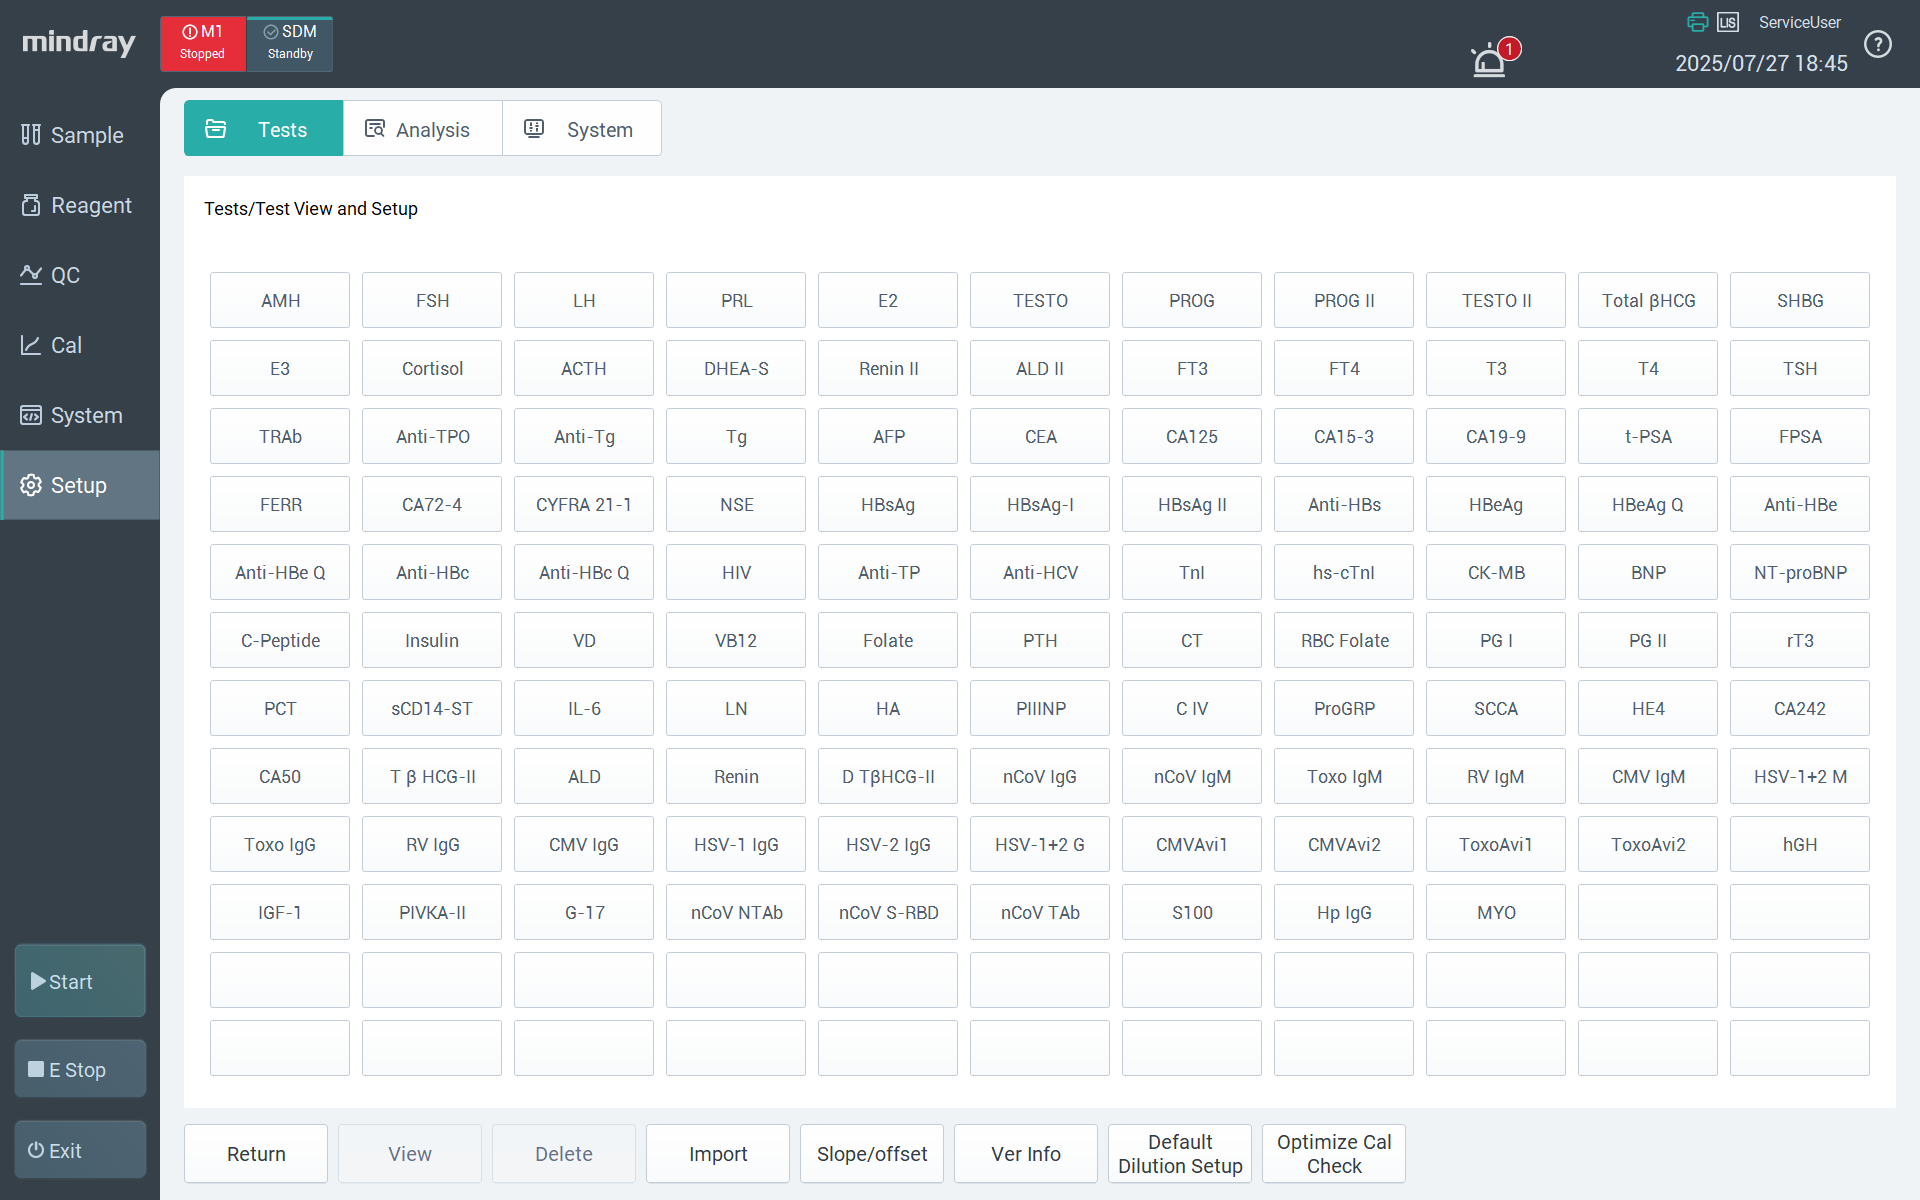 mindray
M1
Stopped
SDM
Standby
1
LIS
ServiceUser
2025/07/27 18:45
?
Sample
Reagent
QC
Cal
System
Setup
Start
E Stop
Exit
Tests
Analysis
System
Tests/Test View and Setup
AMH FSH LH PRL E2 TESTO PROG PROG II TESTO II Total βHCG SHBG
E3 Cortisol ACTH DHEA-S Renin II ALD II FT3 FT4 T3 T4 TSH
TRAb Anti-TPO Anti-Tg Tg AFP CEA CA125 CA15-3 CA19-9 t-PSA FPSA
FERR CA72-4 CYFRA 21-1 NSE HBsAg HBsAg-I HBsAg II Anti-HBs HBeAg HBeAg Q Anti-HBe
Anti-HBe Q Anti-HBc Anti-HBc Q HIV Anti-TP Anti-HCV TnI hs-cTnI CK-MB BNP NT-proBNP
C-Peptide Insulin VD VB12 Folate PTH CT RBC Folate PG I PG II rT3
PCT sCD14-ST IL-6 LN HA PIIINP C IV ProGRP SCCA HE4 CA242
CA50 T β HCG-II ALD Renin D TβHCG-II nCoV IgG nCoV IgM Toxo IgM RV IgM CMV IgM HSV-1+2 M
Toxo IgG RV IgG CMV IgG HSV-1 IgG HSV-2 IgG HSV-1+2 G CMVAvi1 CMVAvi2 ToxoAvi1 ToxoAvi2 hGH
IGF-1 PIVKA-II G-17 nCoV NTAb nCoV S-RBD nCoV TAb S100 Hp IgG MYO
Return
View
Delete
Import
Slope/offset
Ver Info
Default
Dilution Setup
Optimize Cal
Check